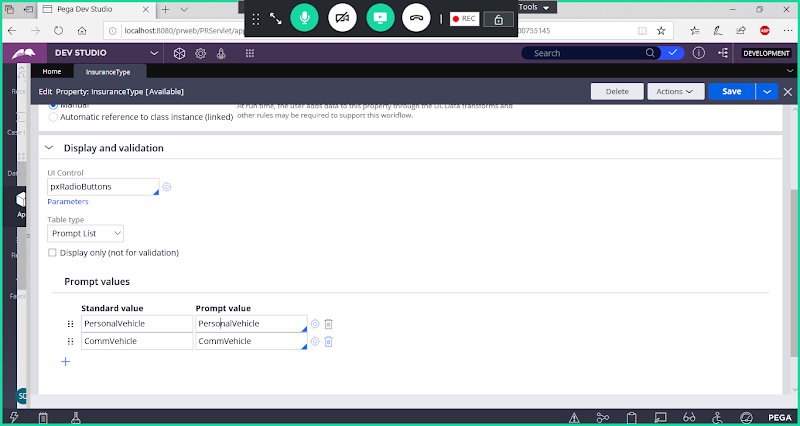 Pega Dev Studio
Tools
localhost:8080/prweb/PRServlet/app
00755145
REC
ABP
DEV STUDIO
Search
DEVELOPMENT
Home
InsuranceType
Edit Property: InsuranceType [Available]
Delete
Actions
Save
Manual
At run time, the user adds data to this property through the UI. Data transforms and
Automatic reference to class instance (linked)
other rules may be required to support this workflow.
Display and validation
UI Control
pxRadioButtons
Parameters
Table type
Prompt List
Display only (not for validation)
Prompt values
Standard value Prompt value
PersonalVehicle PersonalVehicle
CommVehicle CommVehicle
PEGA